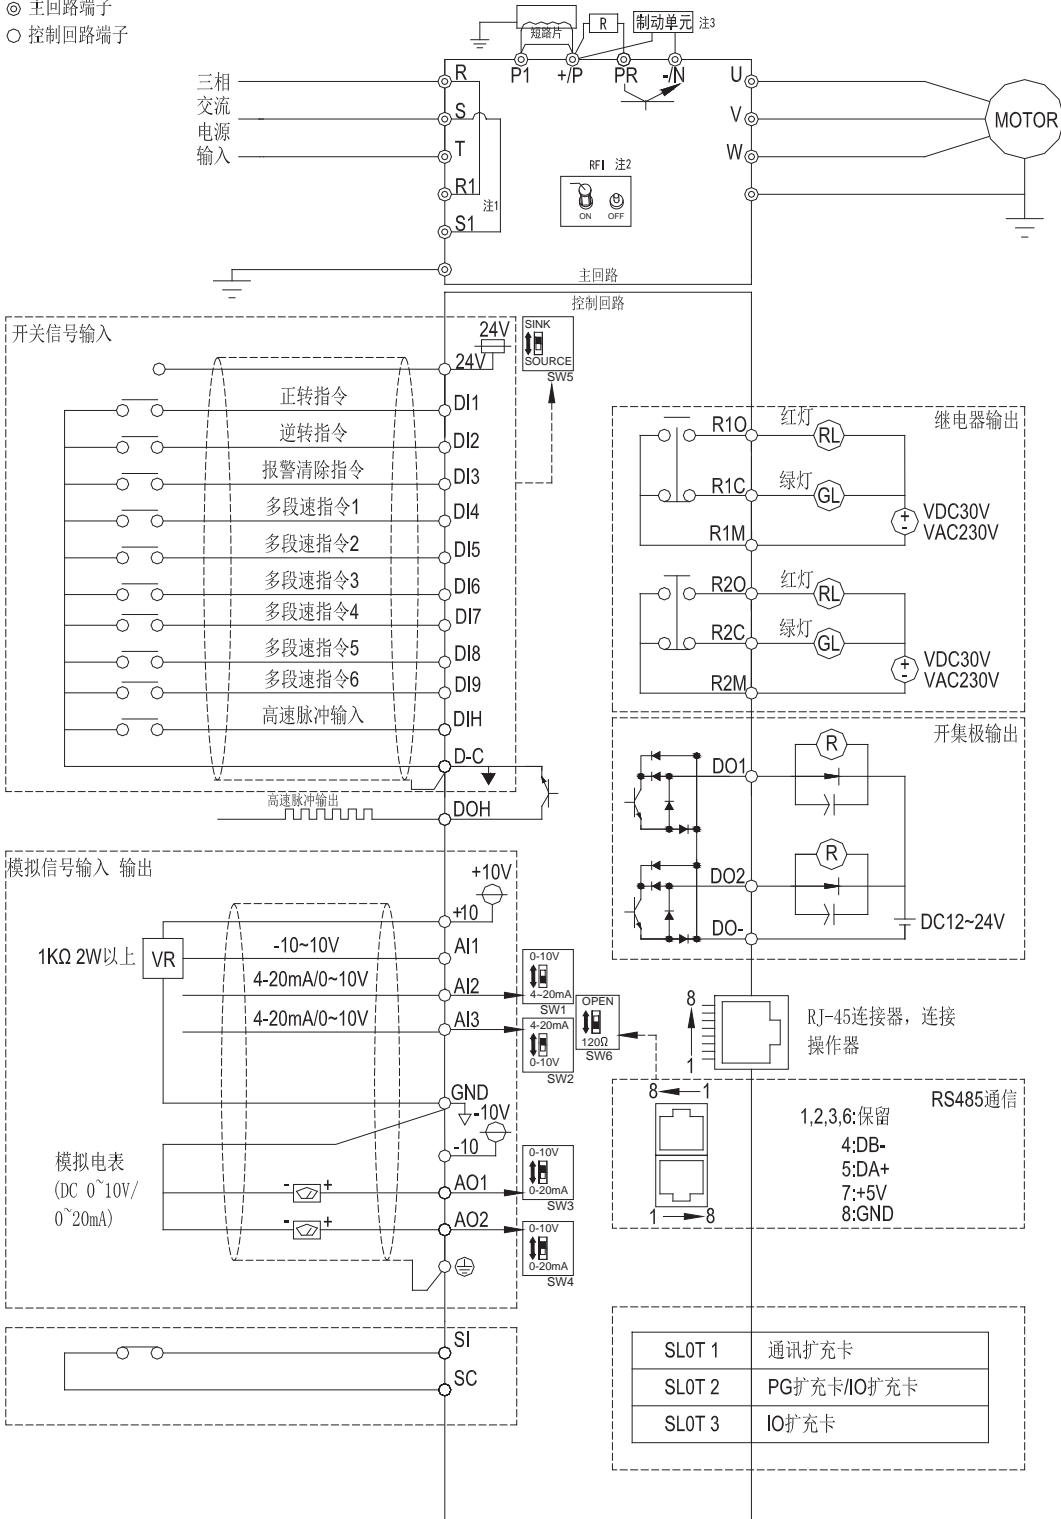 ◎ 主回路端子
○ 控制回路端子
短路片
R
制动单元 注3
P1
+/P
PR
-/N
三相
交流
电源
输入
R
S
T
R1
S1
注1
RFI 注2
ON
OFF
U
V
W
MOTOR
主回路
控制回路
开关信号输入
24V
24V
SINK
SOURCE
SW5
正转指令
DI1
逆转指令
DI2
报警清除指令
DI3
多段速指令1
DI4
多段速指令2
DI5
多段速指令3
DI6
多段速指令4
DI7
多段速指令5
DI8
多段速指令6
DI9
高速脉冲输入
DIH
D-C
高速脉冲输出
DOH
继电器输出
R1O
红灯
RL
R1C
绿灯
GL
R1M
+
-
VDC30V
VAC230V
R2O
红灯
RL
R2C
绿灯
GL
R2M
+
-
VDC30V
VAC230V
开集极输出
DO1
R
DO2
R
DO-
DC12~24V
模拟信号输入 输出
+10V
+10
1KΩ 2W以上
VR
-10~10V
AI1
4-20mA/0~10V
AI2
4-20mA/0~10V
AI3
0-10V
4~20mA
SW1
4-20mA
0-10V
SW2
OPEN
120Ω
SW6
GND
-10V
-10
模拟电表
(DC 0~10V/
0~20mA)
- +
AO1
- +
AO2
0-10V
0-20mA
SW3
0-10V
0-20mA
SW4
8
1
RJ-45连接器，连接
操作器
8
1
RS485通信
1,2,3,6:保留
4:DB-
5:DA+
7:+5V
8:GND
1
8
SI
SC
SL0T 1 通讯扩充卡
SL0T 2 PG扩充卡/IO扩充卡
SL0T 3 IO扩充卡